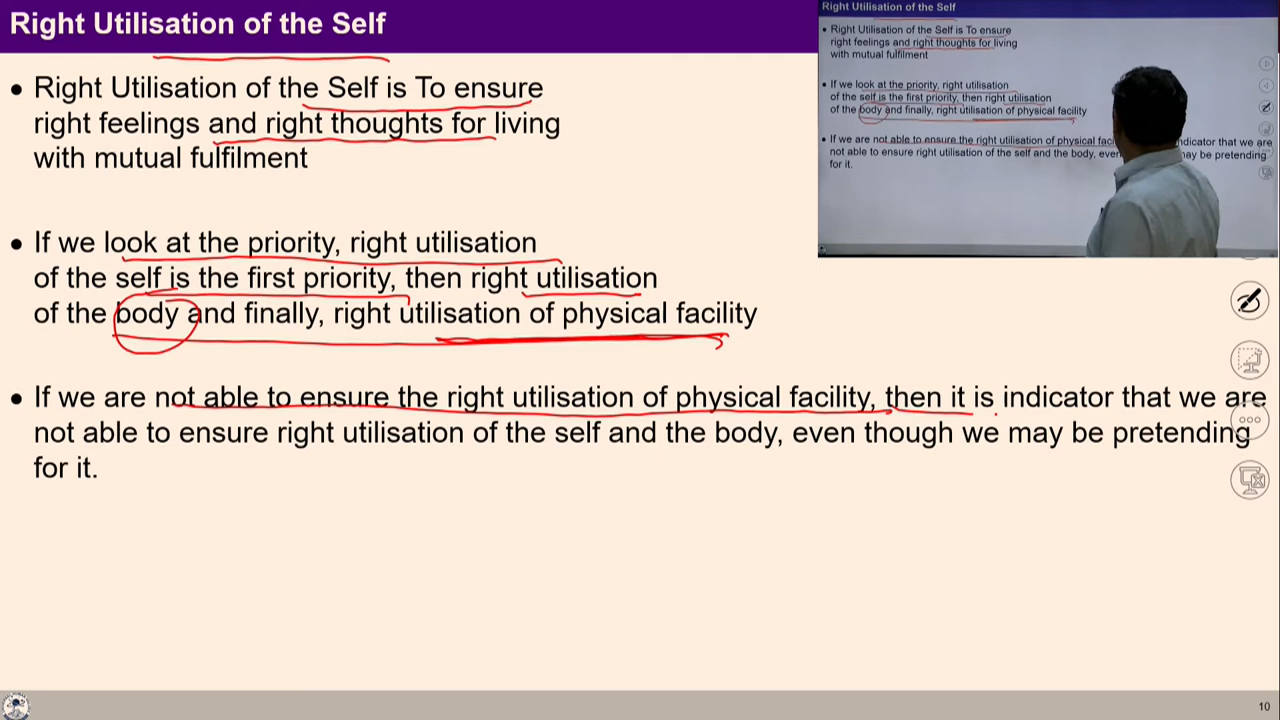 Right Utilisation of the Self
• Right Utilisation of the Self is To ensure
right feelings and right thoughts for living
with mutual fulfilment
• If we look at the priority, right utilisation
of the self is the first priority, then right utilisation
of the body and finally, right utilisation of physical facility
• If we are not able to ensure the right utilisation of physical facility, then it is indicator that we are
not able to ensure right utilisation of the self and the body, even though we may be pretending
for it.
10
Right Utilisation of the Self
• Right Utilisation of the Self is To ensure
right feelings and right thoughts for living
with mutual fulfilment
• If we look at the priority, right utilisation
of the self is the first priority, then right utilisation
of the body and finally, right utilisation of physical facility
• If we are not able to ensure the right utilisation of physical ndicator that we are
not able to ensure right utilisation of the self and the body, may be pretending
for it.